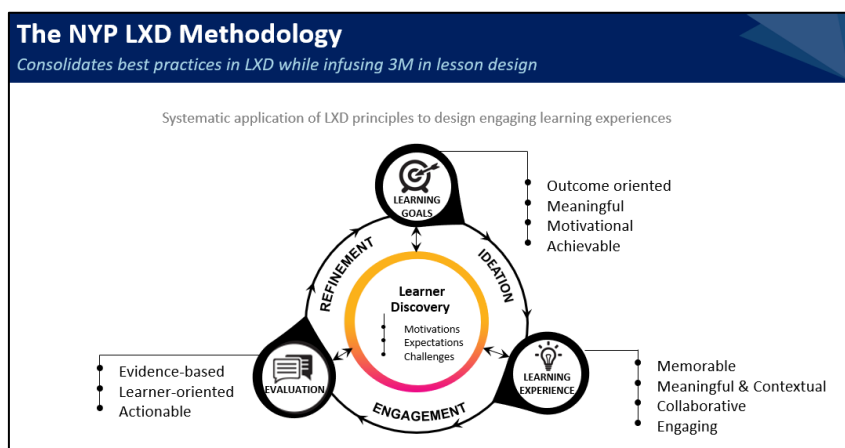 The NYP LXD Methodology
Consolidates best practices in LXD while infusing 3M in lesson design
Systematic application of LXD principles to design engaging learning experiences
LEARNING
GOALS
Outcome oriented
Meaningful
Motivational
Achievable
REFINEMENT
IDEATION
Learner
Discovery
Motivations
Expectations
Challenges
Evidence-based
Learner-oriented
Actionable
EVALUATION
LEARNING
EXPERIENCE
Memorable
Meaningful & Contextual
Collaborative
Engaging
ENGAGEMENT